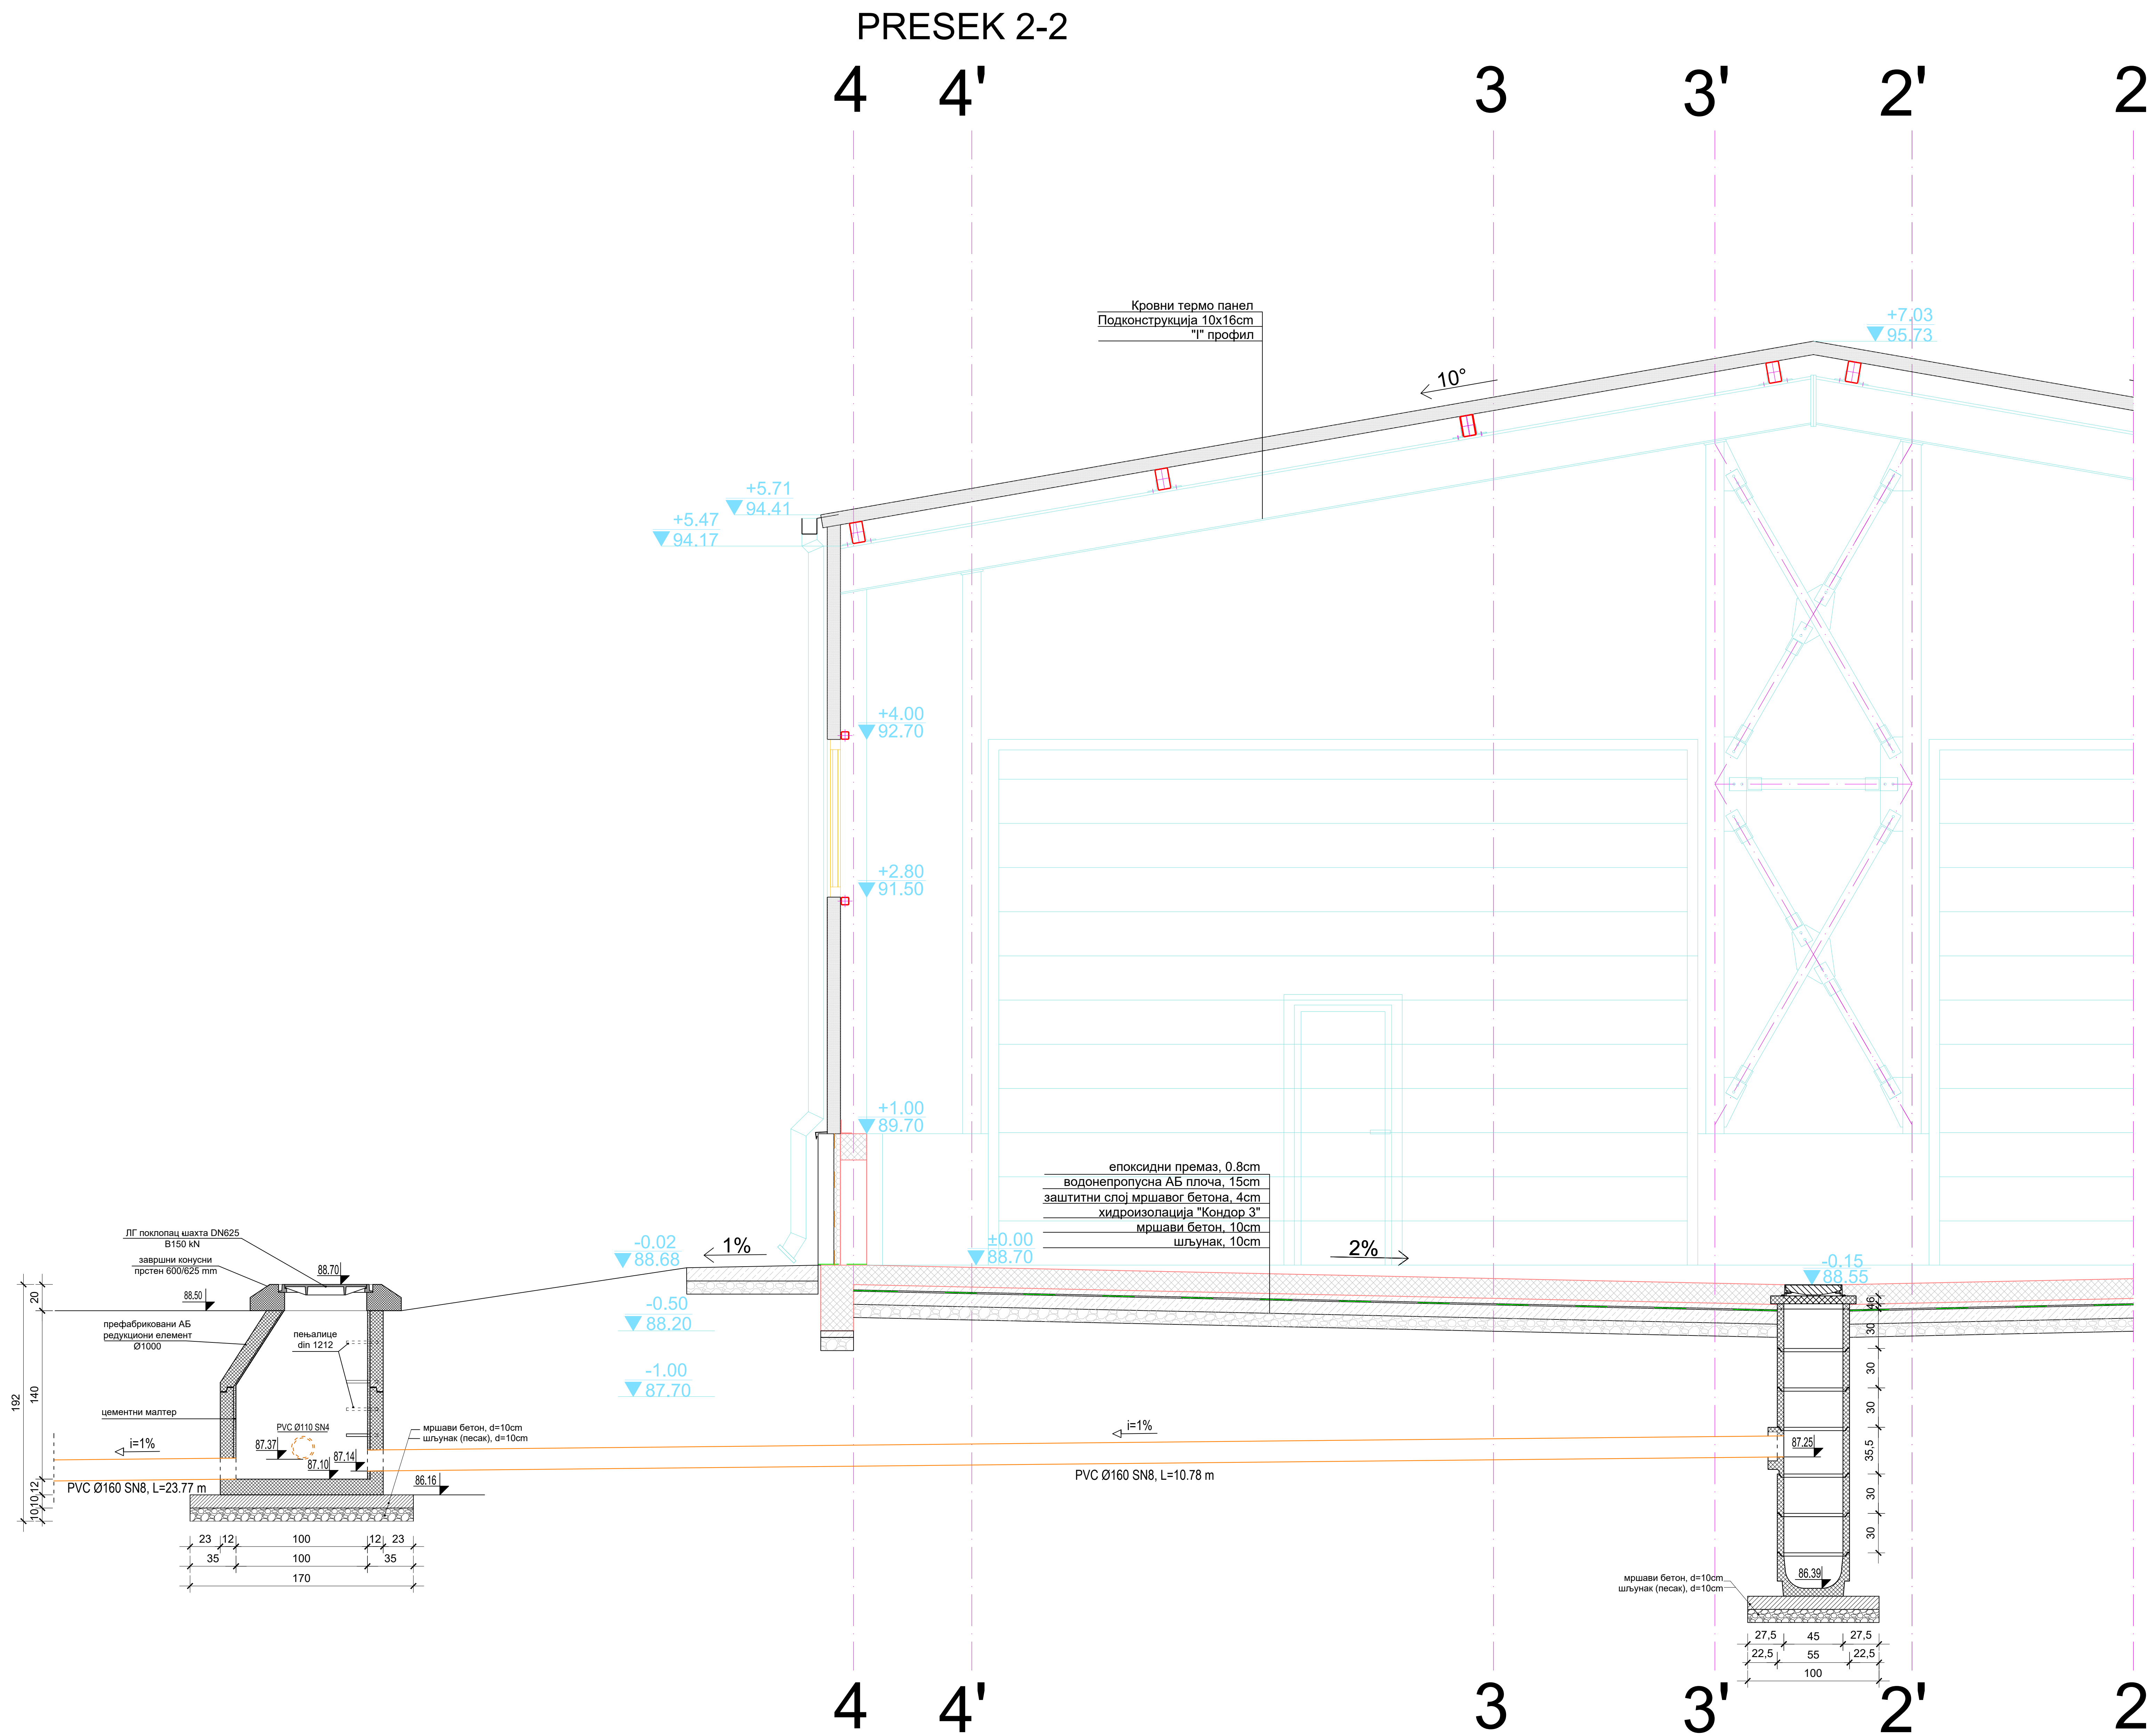 PRESEK 2-2
4 4' 3 3' 2' 2
Кровни термо панел
Подконструкција 10x16cm
"I" профил
10°
+7.03
95.73
+5.71
94.41
+5.47
94.17
+4.00
92.70
+2.80
91.50
+1.00
89.70
епоксидни премаз, 0.8cm
водонепропусна АБ плоча, 15cm
заштитни слој мршавог бетона, 4cm
хидроизолација "Кондор 3"
мршави бетон, 10cm
шљунак, 10cm
-0.02
88.68
1%
±0.00
88.70
2%
-0.15
88.55
-0.50
88.20
-1.00
87.70
ЛГ поклопац шахта DN625
B150 kN
завршни конусни
прстен 600/625 mm
88.70
88.50
префабриковани АБ
редукциони елемент
Ø1000
пењалице
din 1212
цементни малтер
PVC Ø110 SN4
87.37
87.14
87.10
i=1%
PVC Ø160 SN8, L=23.77 m
мршави бетон, d=10cm
шљунак (песак), d=10cm
86.16
20
140
12
10
10
192
23 12 100 12 23
35 100 35
170
i=1%
PVC Ø160 SN8, L=10.78 m
87.25
46
30
30
30
35,5
30
30
86.39
мршави бетон, d=10cm
шљунак (песак), d=10cm
27,5 45 27,5
22,5 55 22,5
100
4 4' 3 3' 2' 2